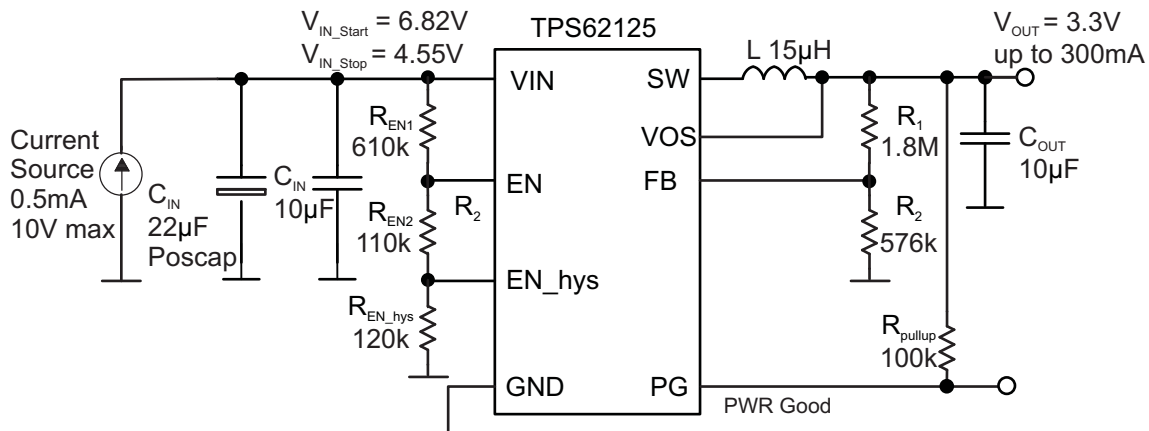 V_IN_Start = 6.82V
V_IN_Stop = 4.55V
TPS62125
V_OUT = 3.3V
up to 300mA
L 15µH
VIN
SW
R_EN1
610k
VOS
R_1
1.8M
C_OUT
10µF
Current
Source
0.5mA
10V max
C_IN
22µF
Poscap
C_IN
10µF
EN
FB
R_EN2
110k
R_2
R_2
576k
EN_hys
R_EN_hys
120k
R_pullup
100k
GND
PG
PWR Good